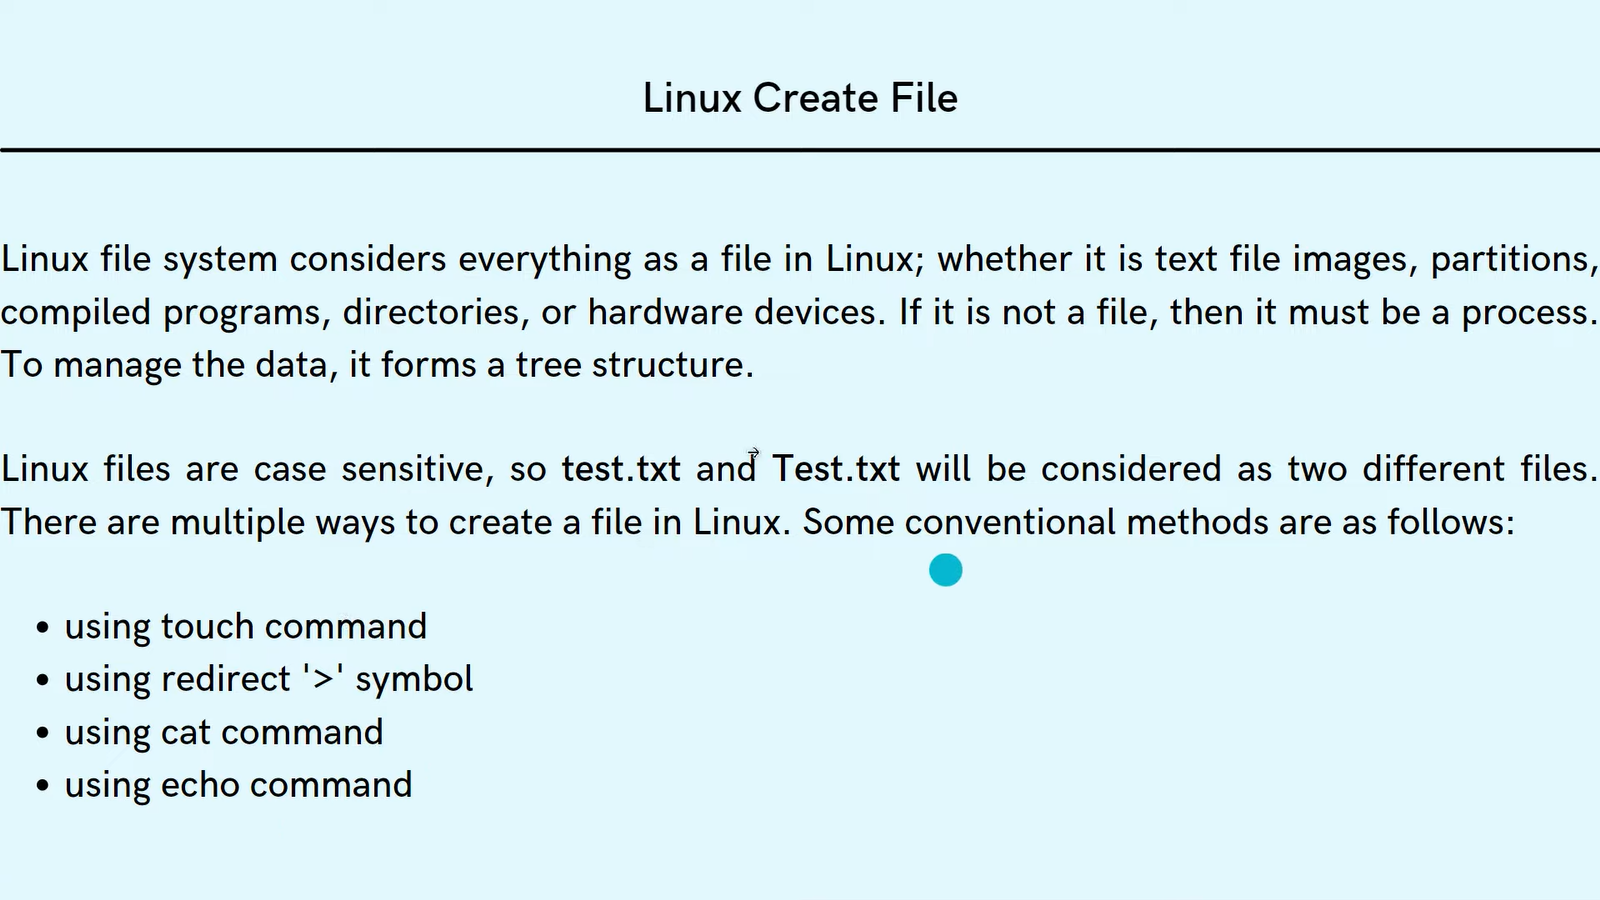 Linux Create File
Linux file system considers everything as a file in Linux; whether it is text file images, partitions,
compiled programs, directories, or hardware devices. If it is not a file, then it must be a process.
To manage the data, it forms a tree structure.
Linux files are case sensitive, so test.txt and Test.txt will be considered as two different files.
There are multiple ways to create a file in Linux. Some conventional methods are as follows:
• using touch command
• using redirect '>' symbol
• using cat command
• using echo command